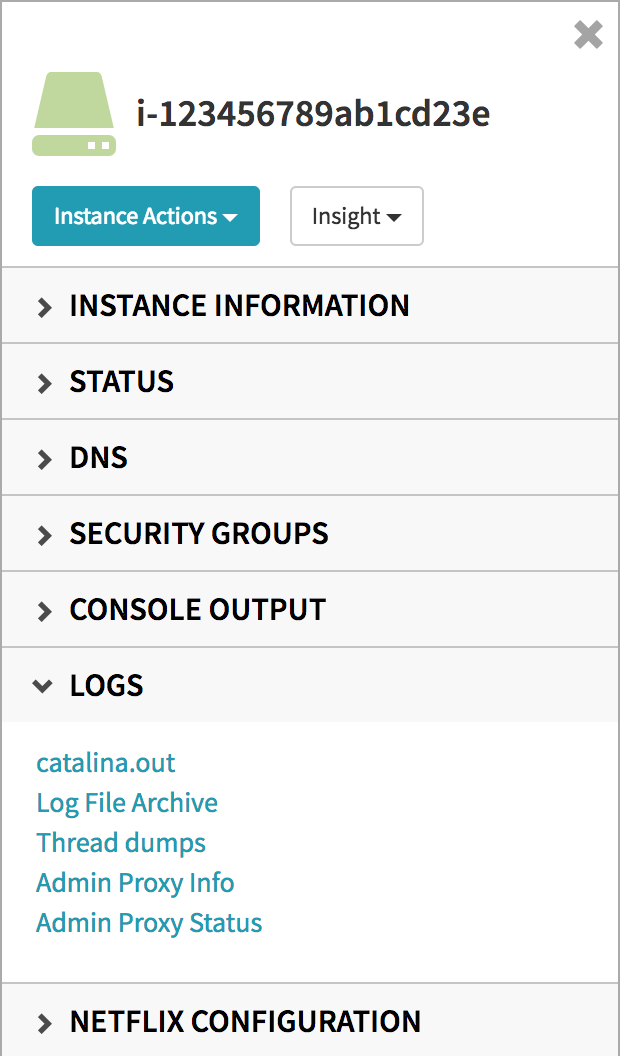 i-123456789ab1cd23e
Instance Actions
Insight
INSTANCE INFORMATION
STATUS
DNS
SECURITY GROUPS
CONSOLE OUTPUT
LOGS
catalina.out
Log File Archive
Thread dumps
Admin Proxy Info
Admin Proxy Status
NETFLIX CONFIGURATION